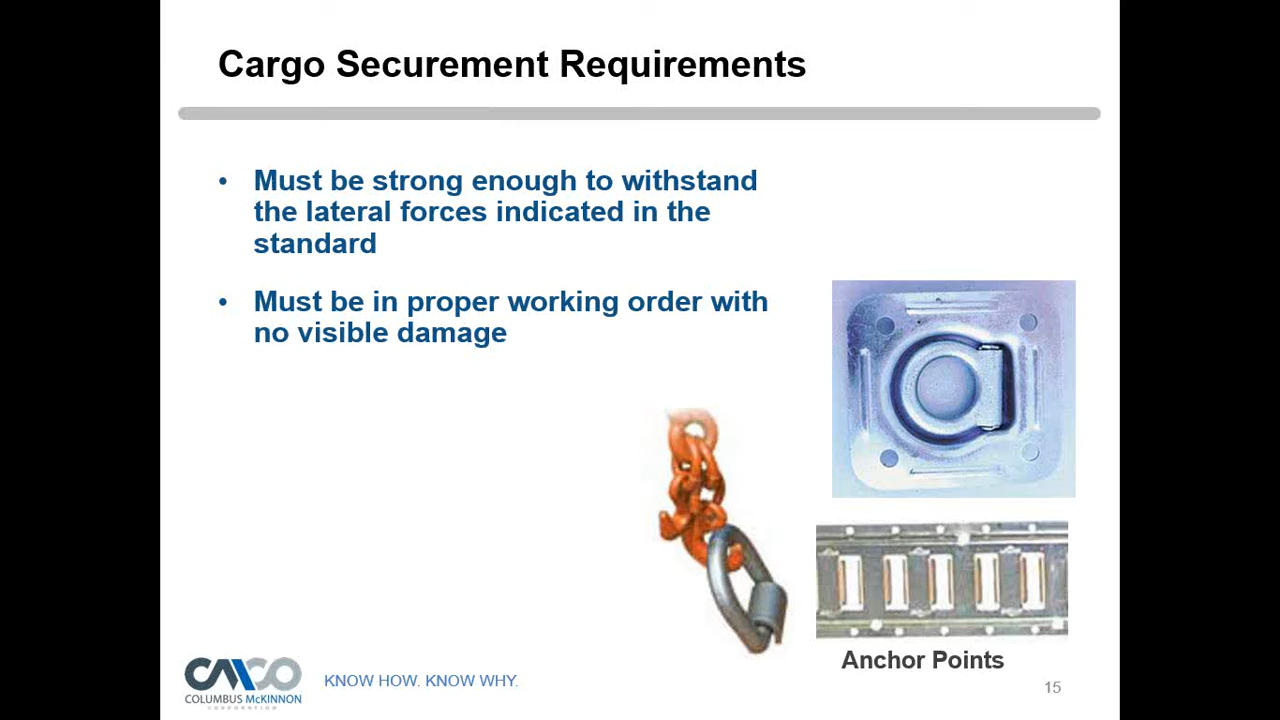 Cargo Securement Requirements
• Must be strong enough to withstand
the lateral forces indicated in the
standard
• Must be in proper working order with
no visible damage
Anchor Points
CMCO
COLUMBUS McKINNON
CORPORATION
KNOW HOW. KNOW WHY.
15